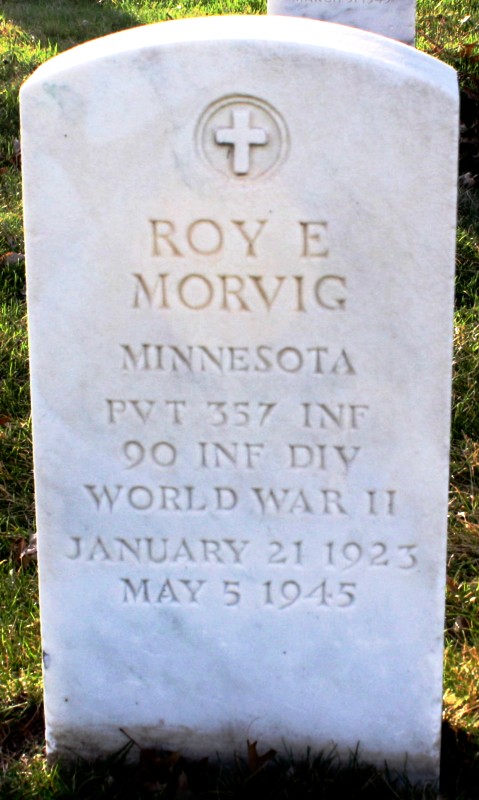 ROY E
MORVIG
MINNESOTA
PVT 357 INF
90 INF DIV
WORLD WAR II
JANUARY 21 1923
MAY 5 1945